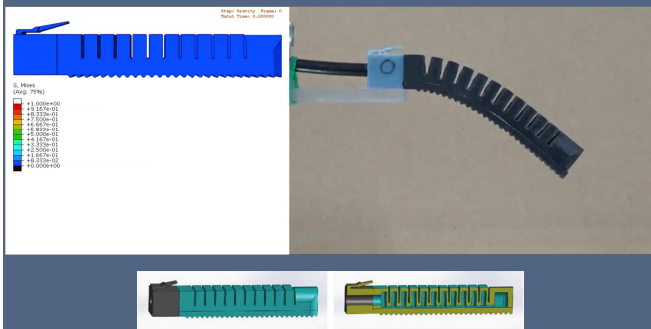 Step: Gravity Frame: 0
Total Time: 0.000000
S, Mises
(Avg: 75%)
+1.000e+00
+9.167e-01
+8.333e-01
+7.500e-01
+6.667e-01
+5.833e-01
+5.000e-01
+4.167e-01
+3.333e-01
+2.500e-01
+1.667e-01
+8.333e-02
+0.000e+00